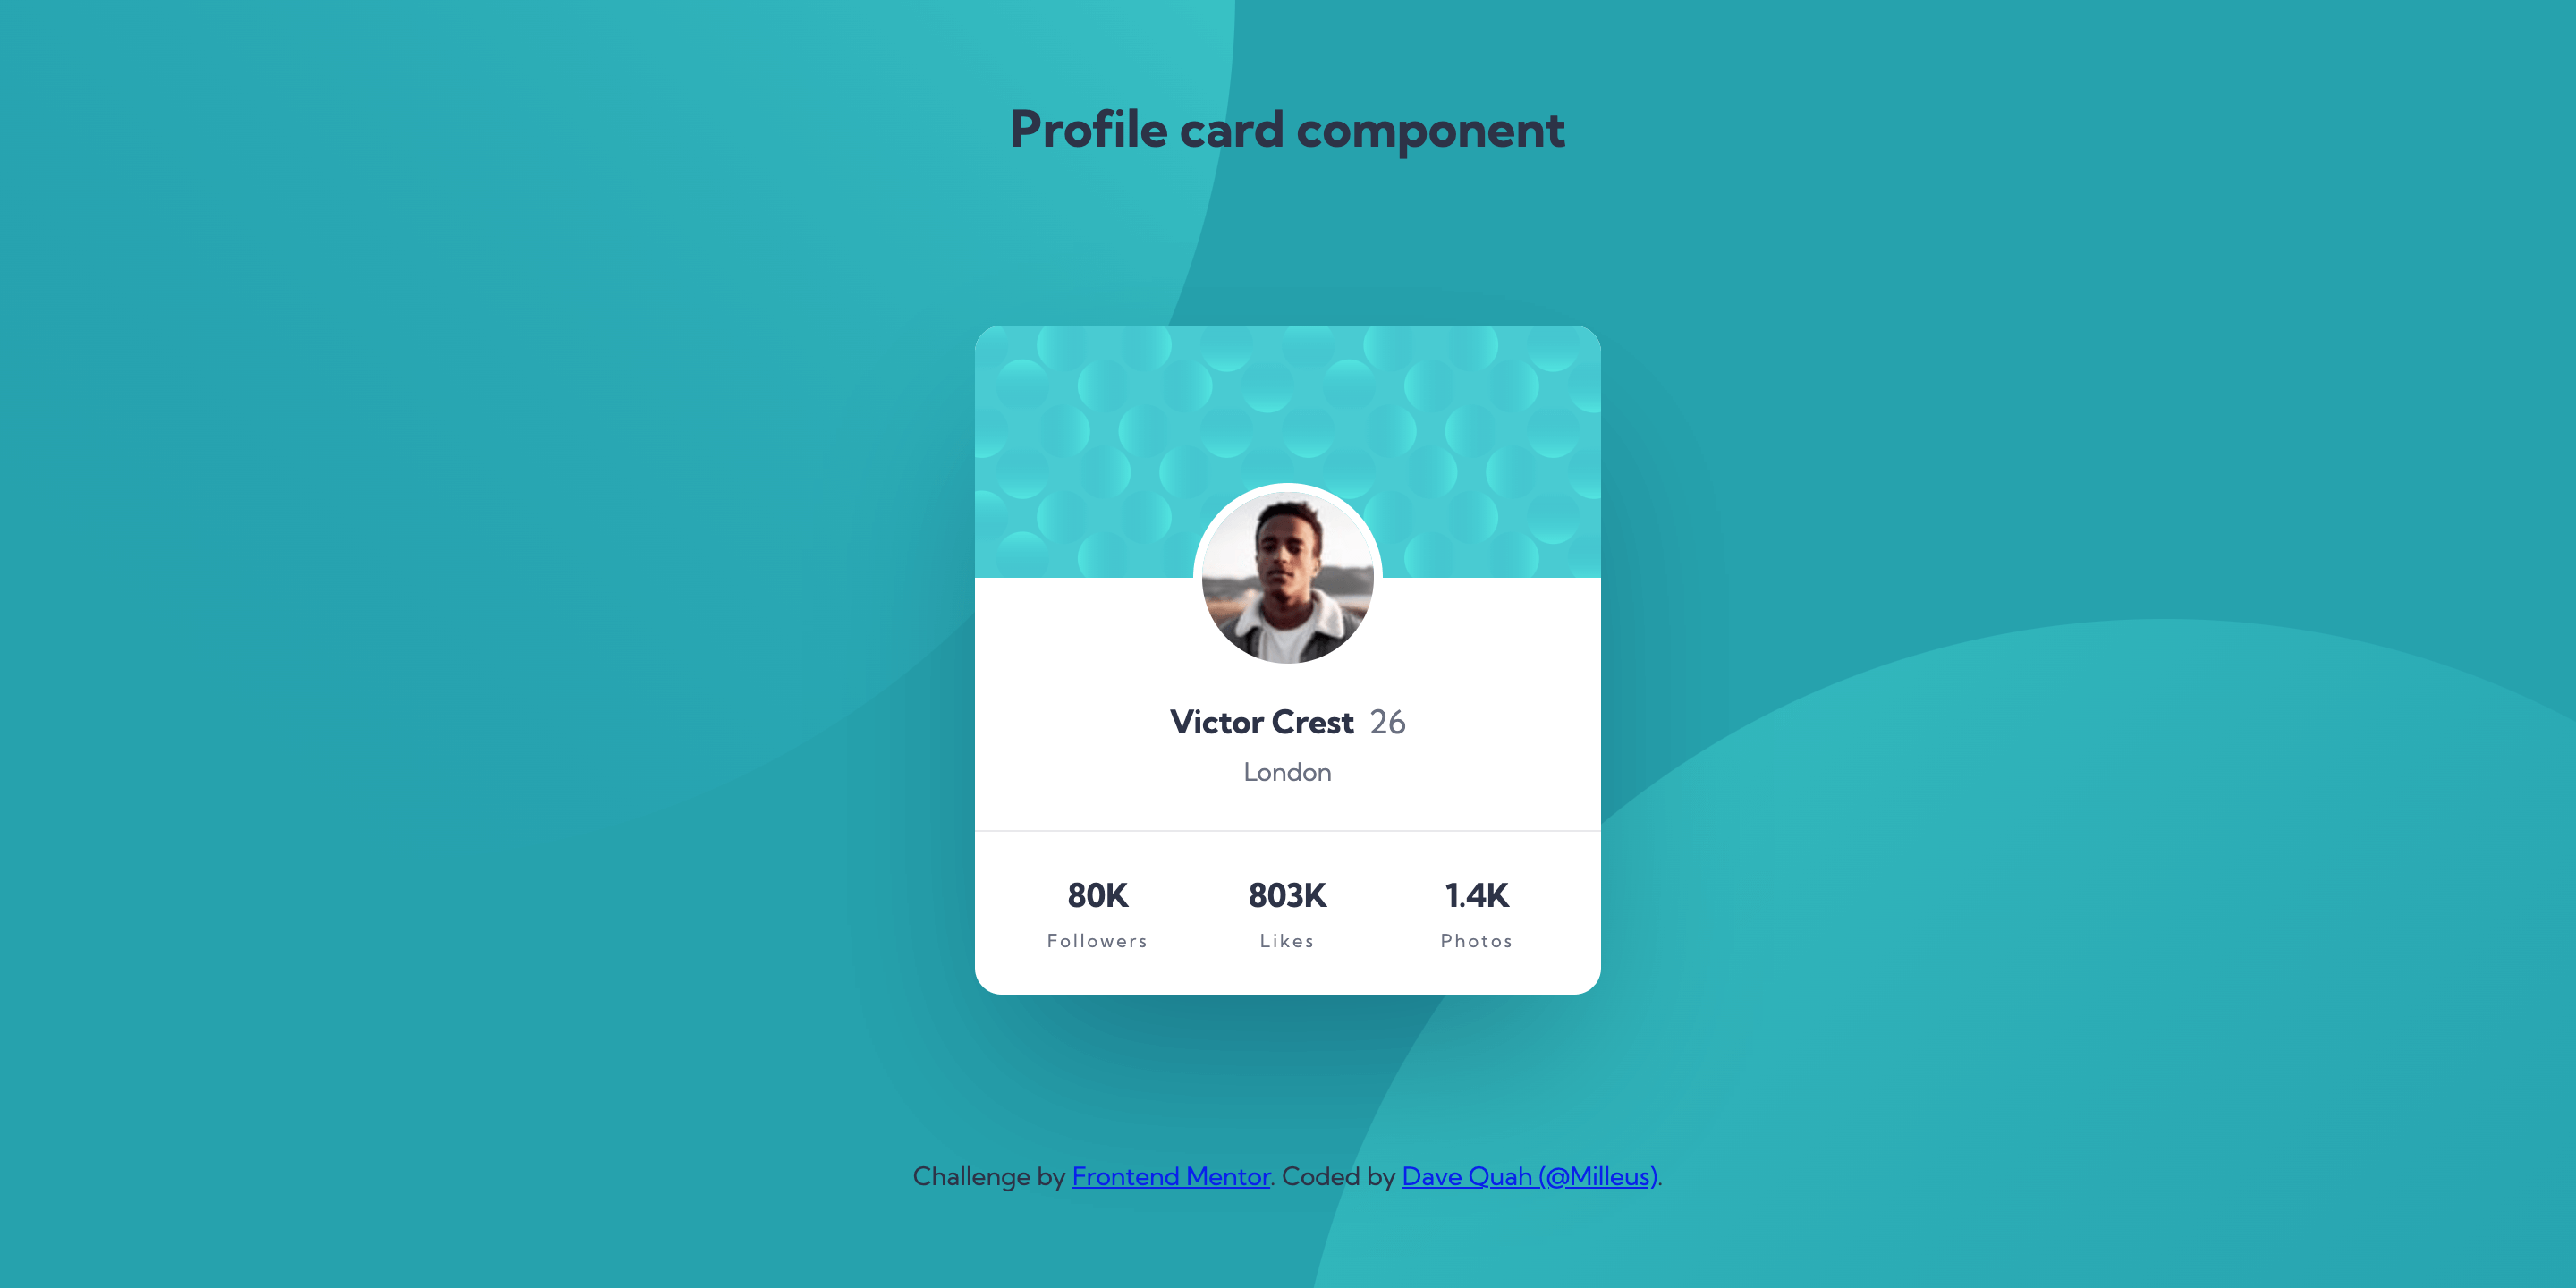 Profile card component
Victor Crest 26
London
80K 803K 1.4K
Followers Likes Photos
Challenge by Frontend Mentor. Coded by Dave Quah (@Milleus).